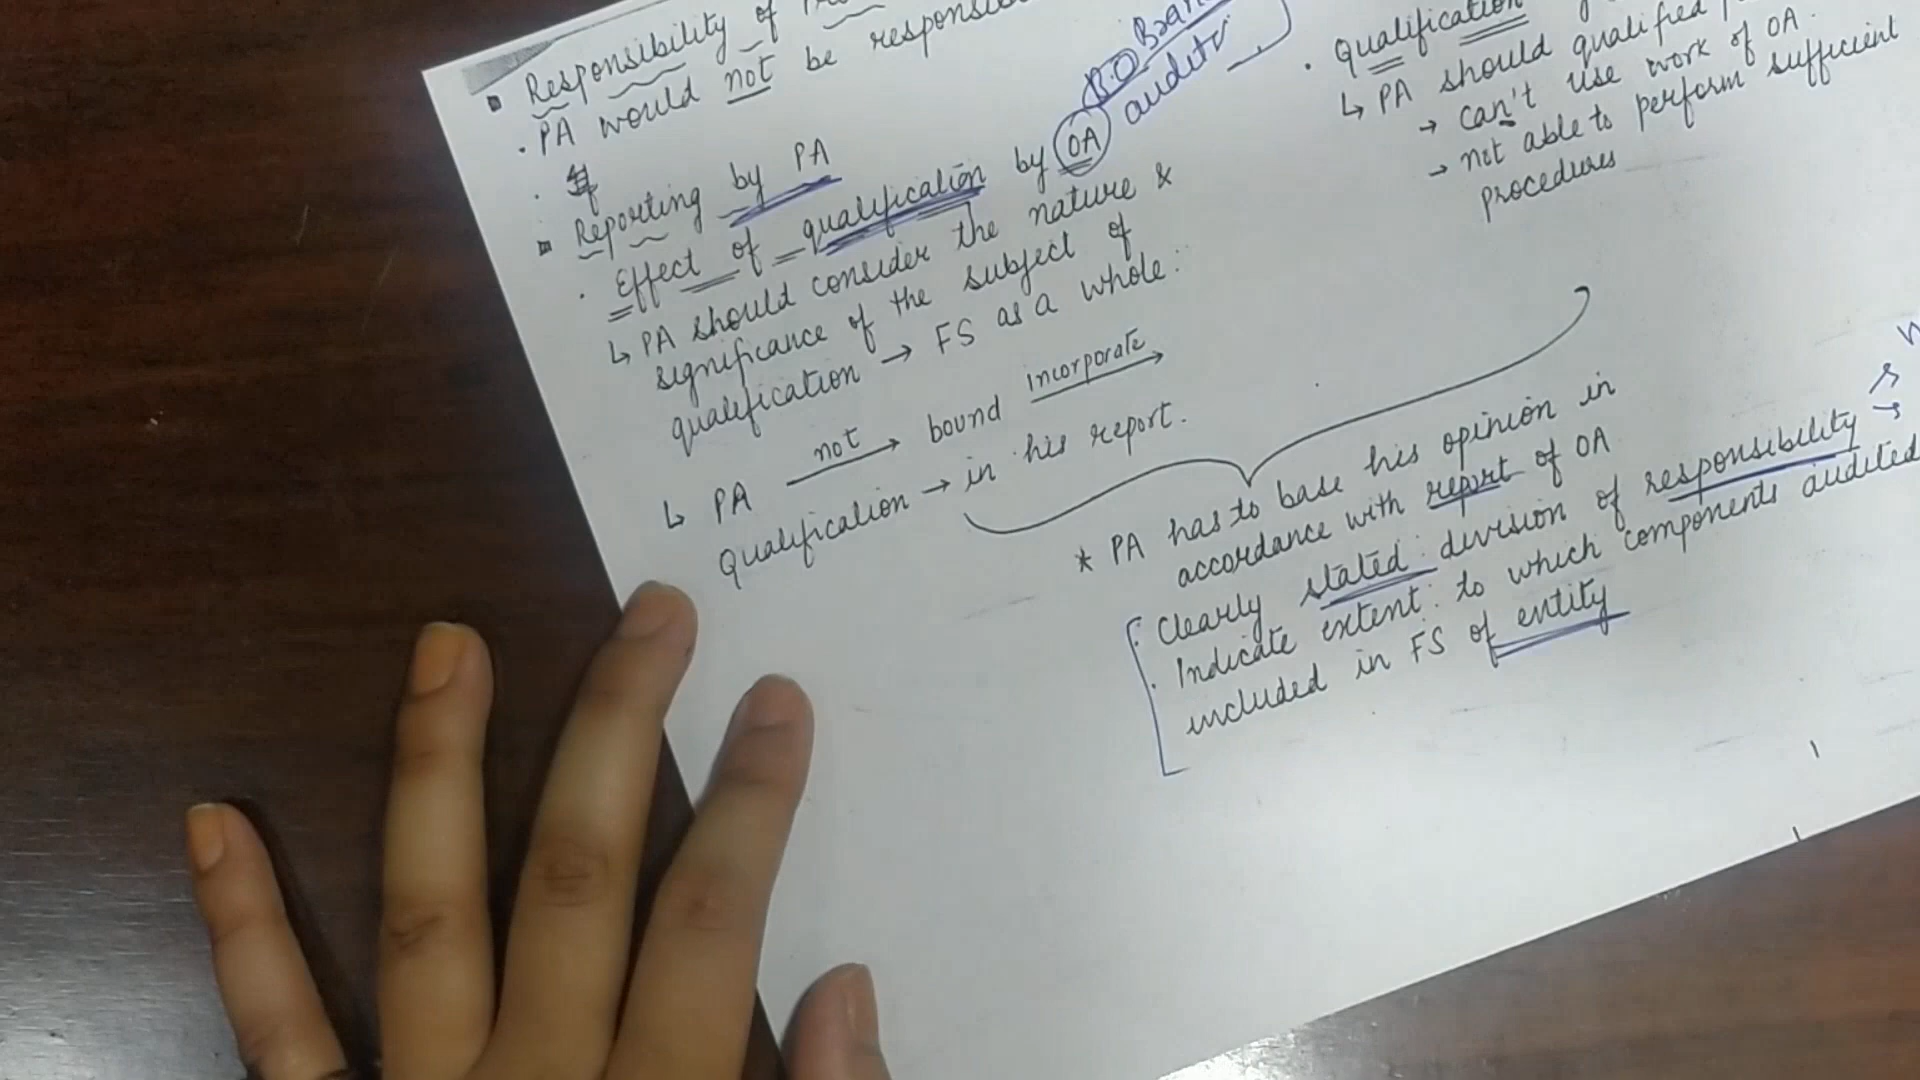 Responsibility of
PA would not be
Reporting by PA
Effect of qualification by OA
B.O
auditor
↳ PA should consider the nature &
significance of the subject of
qualification → FS as a whole.
↳ PA not → bound incorporate →
Qualification → in his report.
Qualification
↳ PA should qualified
→ can't use work of OA.
→ not able to perform sufficient
procedures
* PA has to base his opinion in
accordance with report of OA
Clearly stated: division of responsibility
Indicate extent: to which components audited
included in FS of entity